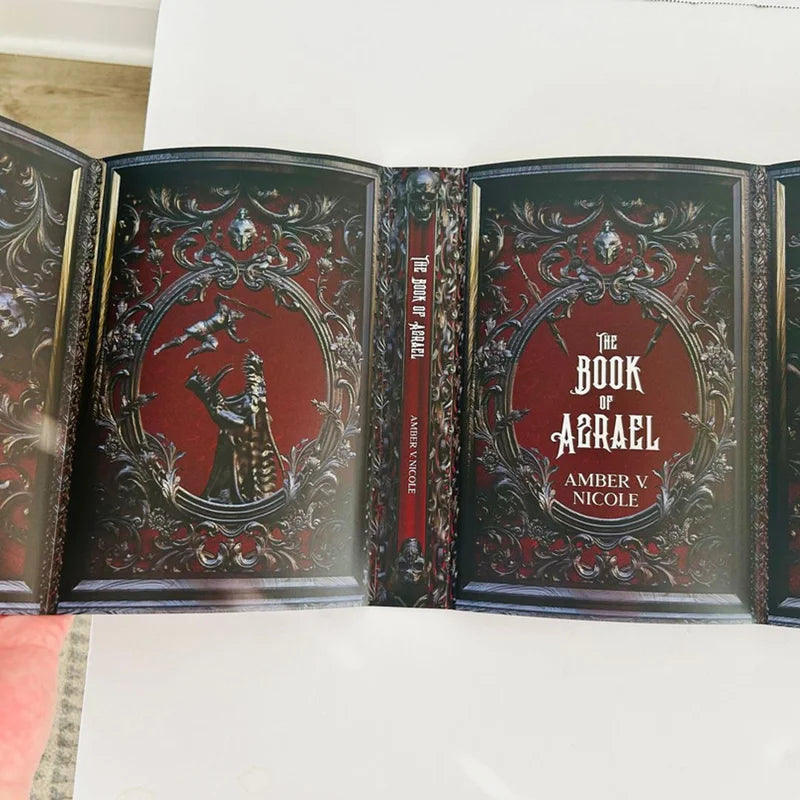 THE BOOK OF AZRAEL
AMBER V. NICOLE
THE
BOOK
OF
AZRAEL
AMBER V.
NICOLE